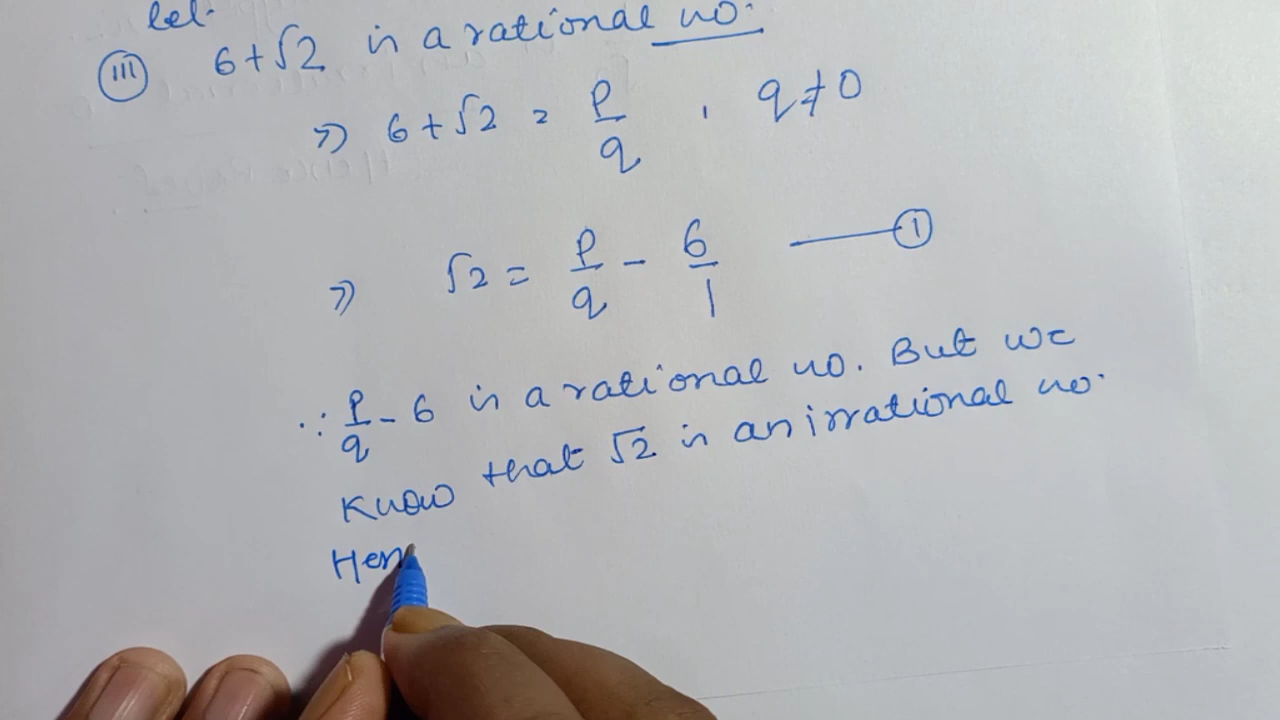 let
(iii) 6+√2 is a rational no.
⇒ 6+√2 = p/q , q≠0
⇒ √2 = p/q - 6/1 —— (1)
∵ p/q - 6 is a rational no. But we
know that √2 is an irrational no.
Hen